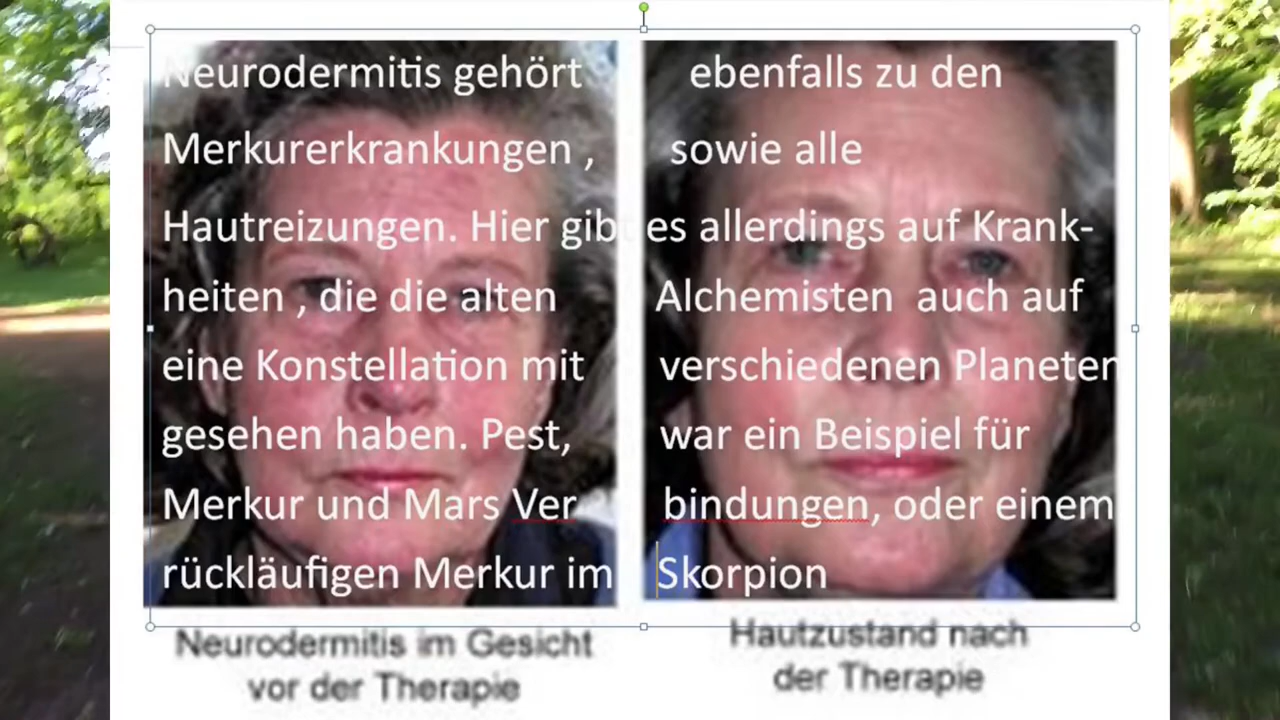 Neurodermitis gehört ebenfalls zu den
Merkurerkrankungen , sowie alle
Hautreizungen. Hier gibt es allerdings auf Krank-
heiten , die die alten Alchemisten auch auf
eine Konstellation mit verschiedenen Planeten
gesehen haben. Pest, war ein Beispiel für
Merkur und Mars Ver bindungen, oder einem
rückläufigen Merkur im Skorpion
Neurodermitis im Gesicht
vor der Therapie
Hautzustand nach
der Therapie